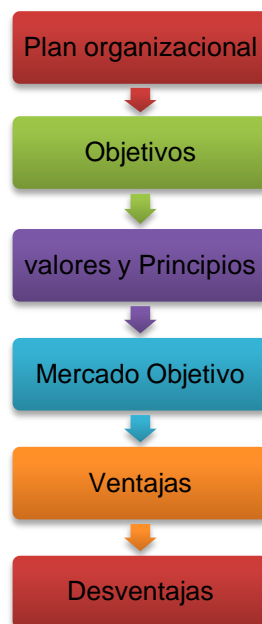 Plan organizacional
Objetivos
valores y Principios
Mercado Objetivo
Ventajas
Desventajas